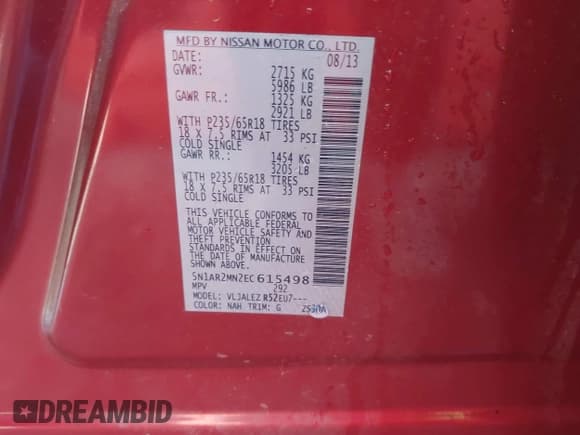 MFD BY NISSAN MOTOR CO., LTD.
DATE: 08/13
GVWR: 2715 KG
5986 LB
GAWR FR.: 1325 KG
2921 LB
WITH P235/65R18 TIRES
18 X 7.5 RIMS AT 33 PSI
COLD SINGLE
GAWR RR.: 1454 KG
3205 LB
WITH P235/65R18 TIRES
18 X 7.5 RIMS AT 33 PSI
COLD SINGLE
THIS VEHICLE CONFORMS TO
ALL APPLICABLE FEDERAL
MOTOR VEHICLE SAFETY AND
THEFT PREVENTION
STANDARDS IN EFFECT ON
THE DATE OF MANUFACTURE
SHOWN ABOVE.
5N1AR2MN2EC615498
MPV 292
MODEL: VLJALEZ R52EU7---
COLOR: NAH TRIM: G
DREAMBID